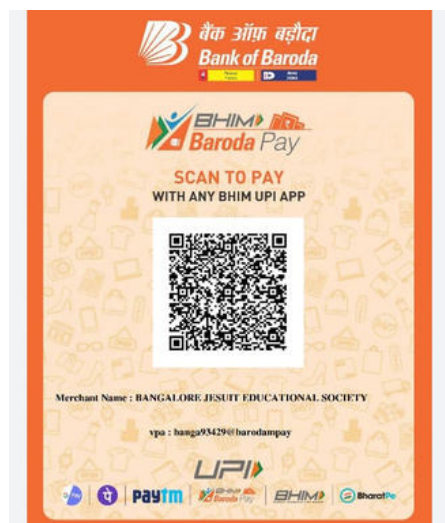 बैंक ऑफ़ बड़ौदा
Bank of Baroda
BHIM
Baroda Pay
SCAN TO PAY
WITH ANY BHIM UPI APP
Merchant Name : BANGALORE JESUIT EDUCATIONAL SOCIETY
vpa : banga93429@barodampay
UPI
पे Paytm BHIM Baroda Pay BHIM BharatPe